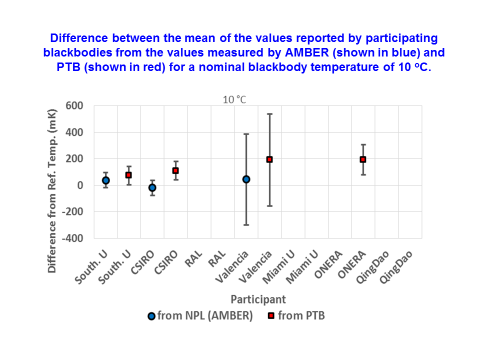 Difference between the mean of the values reported by participating
blackbodies from the values measured by AMBER (shown in blue) and
PTB (shown in red) for a nominal blackbody temperature of 10 ºC.
10 °C
Difference from Ref. Temp. (mK)
600
400
200
0
-200
-400
South. U
South. U
CSIRO
CSIRO
RAL
RAL
Valencia
Valencia
Miami U
Miami U
ONERA
ONERA
QingDao
QingDao
Participant
from NPL (AMBER)
from PTB